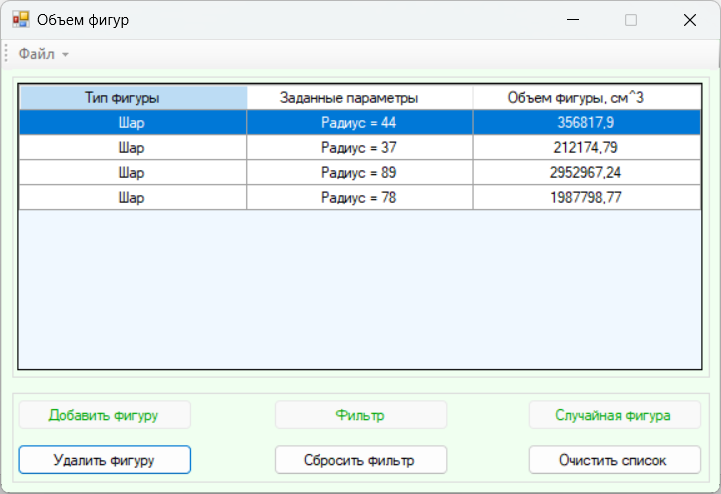 Объем фигур
Файл
Тип фигуры Заданные параметры Объем фигуры, см^3
Шар Радиус = 44 356817,9
Шар Радиус = 37 212174,79
Шар Радиус = 89 2952967,24
Шар Радиус = 78 1987798,77
Добавить фигуру Фильтр Случайная фигура
Удалить фигуру Сбросить фильтр Очистить список